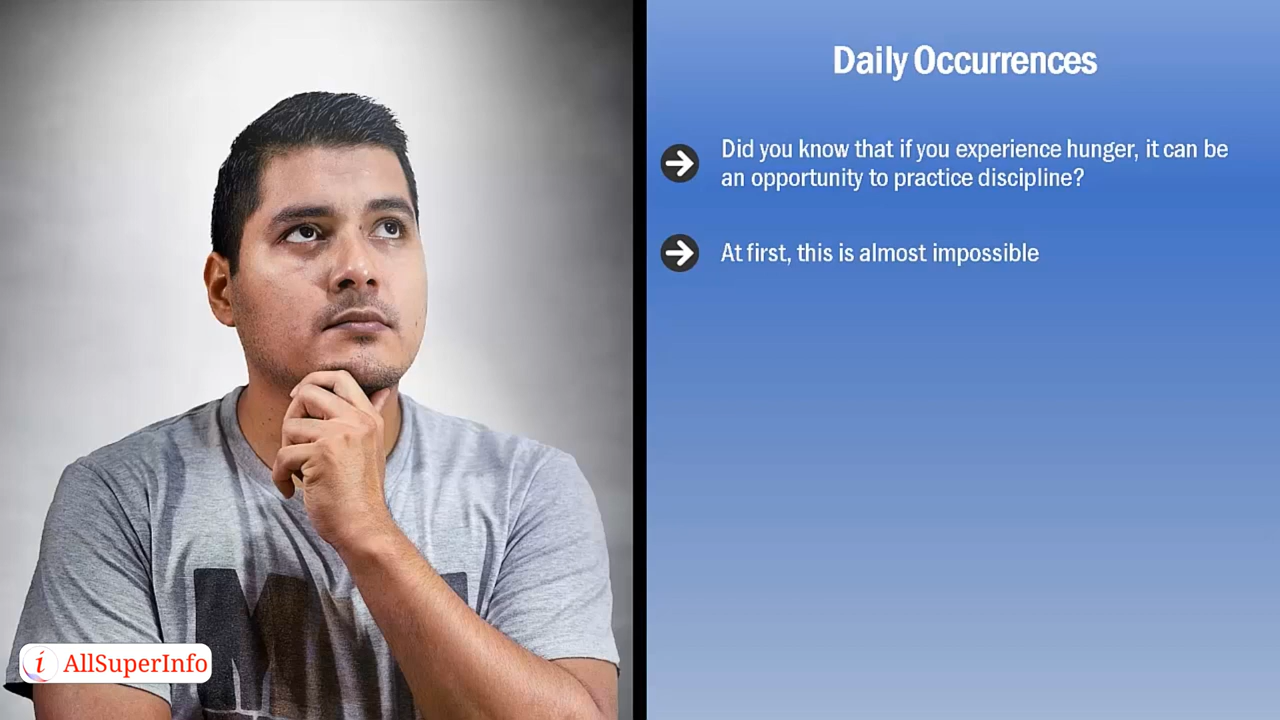 Daily Occurrences
Did you know that if you experience hunger, it can be
an opportunity to practice discipline?
At first, this is almost impossible
i AllSuperInfo